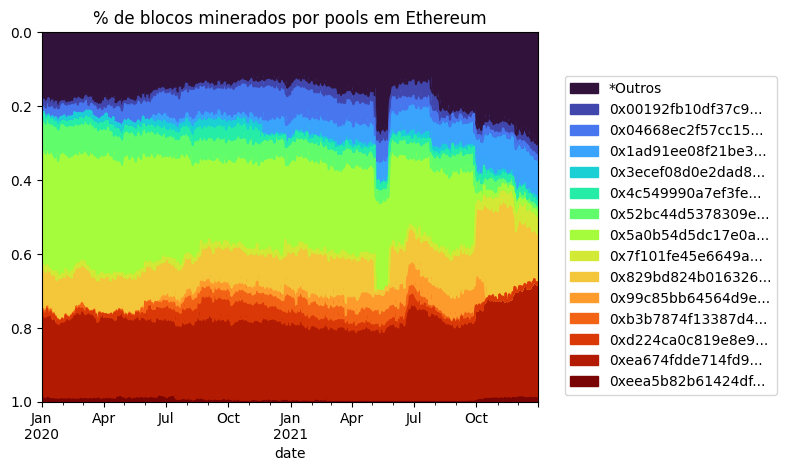 % de blocos minerados por pools em Ethereum
0.0
0.2
0.4
0.6
0.8
1.0
Jan
2020
Apr
Jul
Oct
Jan
2021
Apr
Jul
Oct
date
*Outros
0x00192fb10df37c9...
0x04668ec2f57cc15...
0x1ad91ee08f21be3...
0x3ecef08d0e2dad8...
0x4c549990a7ef3fe...
0x52bc44d5378309e...
0x5a0b54d5dc17e0a...
0x7f101fe45e6649a...
0x829bd824b016326...
0x99c85bb64564d9e...
0xb3b7874f13387d4...
0xd224ca0c819e8e9...
0xea674fdde714fd9...
0xeea5b82b61424df...